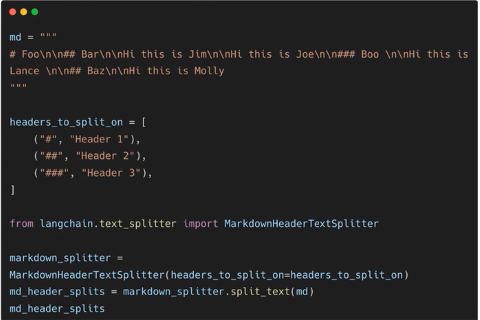 md = """
# Foo\n\n## Bar\n\nHi this is Jim\n\nHi this is Joe\n\n### Boo \n\nHi this is
Lance \n\n## Baz\n\nHi this is Molly
"""
headers_to_split_on = [
("#", "Header 1"),
("##", "Header 2"),
("###", "Header 3"),
]
from langchain.text_splitter import MarkdownHeaderTextSplitter
markdown_splitter =
MarkdownHeaderTextSplitter(headers_to_split_on=headers_to_split_on)
md_header_splits = markdown_splitter.split_text(md)
md_header_splits